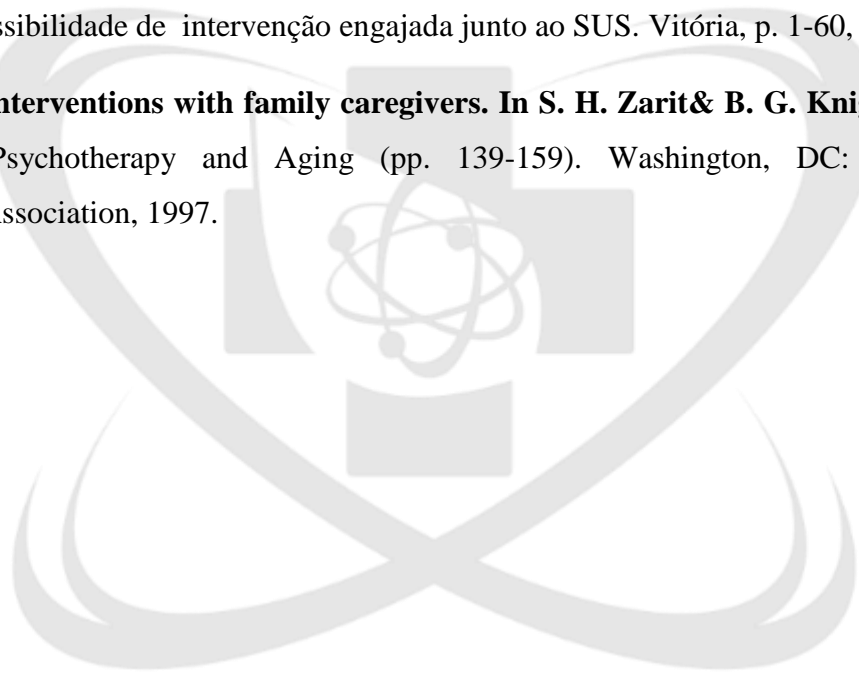 ssibilidade de intervenção engajada junto ao SUS. Vitória, p. 1-60,
nterventions with family caregivers. In S. H. Zarit& B. G. Kni
Psychotherapy and Aging (pp. 139-159). Washington, DC:
ssociation, 1997.